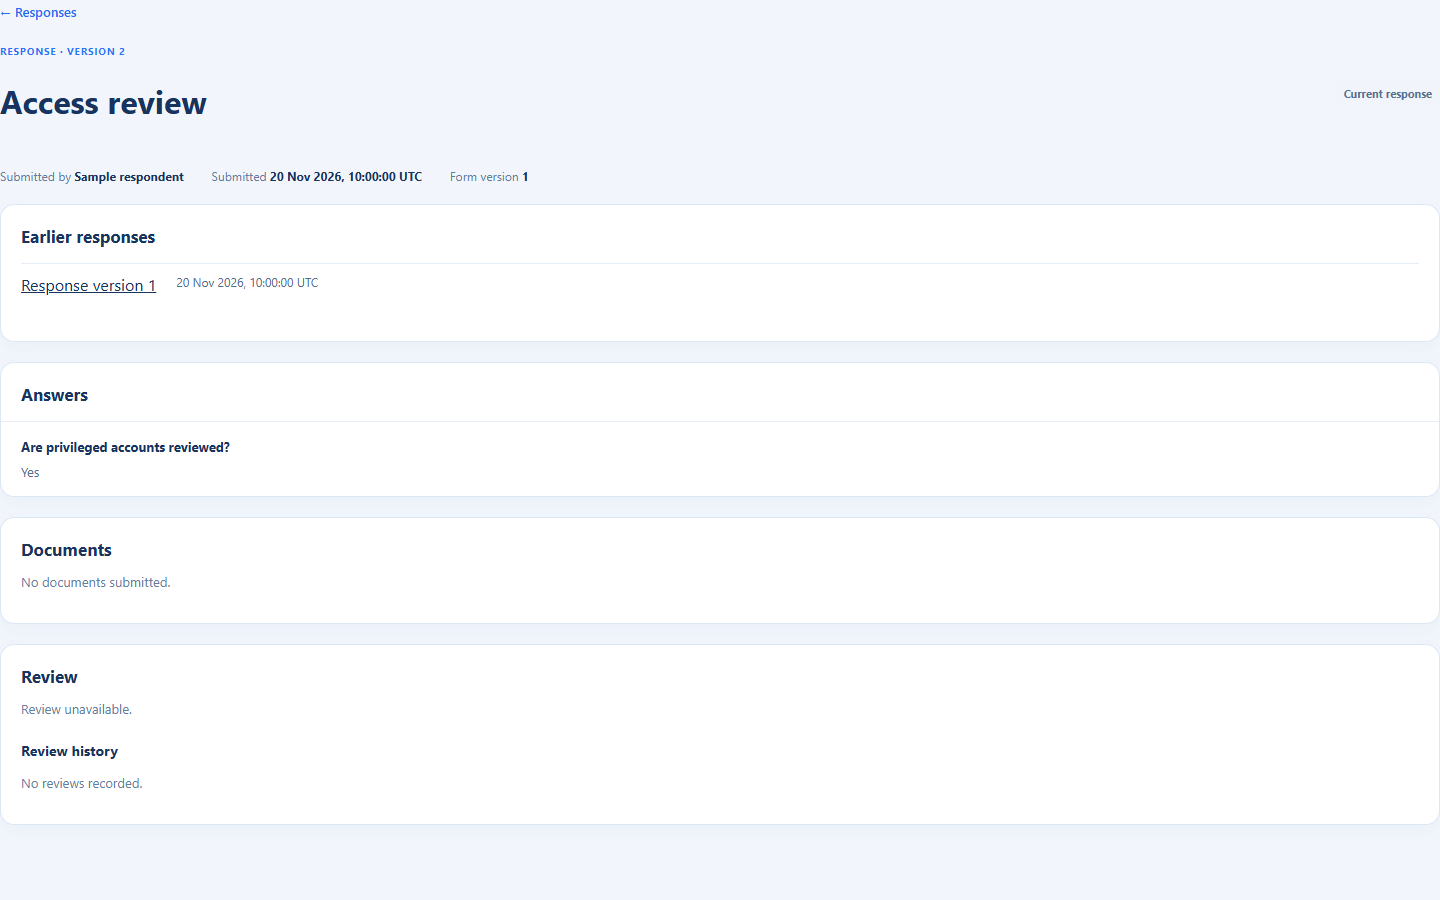 ← Responses
RESPONSE · VERSION 2
Access review
Current response
Submitted by Sample respondent Submitted 20 Nov 2026, 10:00:00 UTC Form version 1
Earlier responses
Response version 1 20 Nov 2026, 10:00:00 UTC
Answers
Are privileged accounts reviewed?
Yes
Documents
No documents submitted.
Review
Review unavailable.
Review history
No reviews recorded.